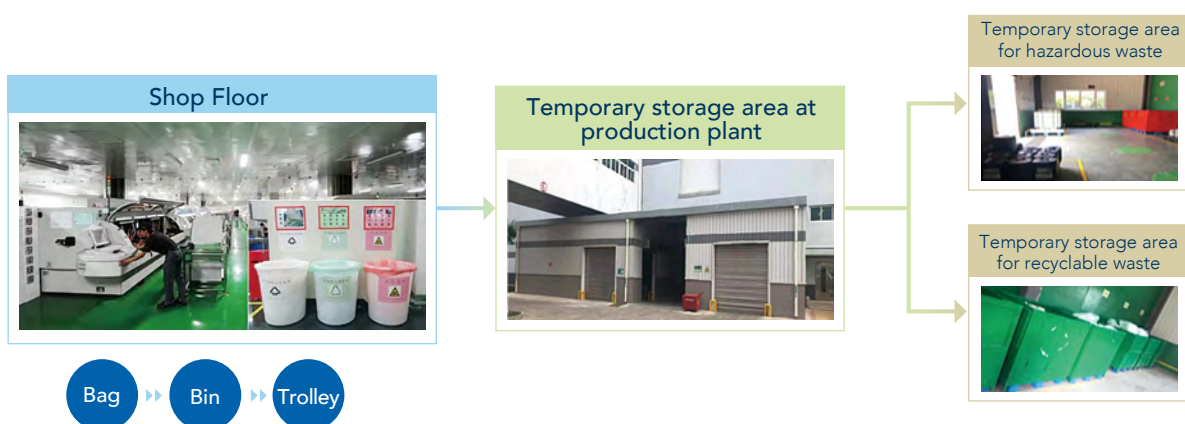 Shop Floor
Bag
Bin
Trolley
Temporary storage area at
production plant
Temporary storage area
for hazardous waste
Temporary storage area
for recyclable waste